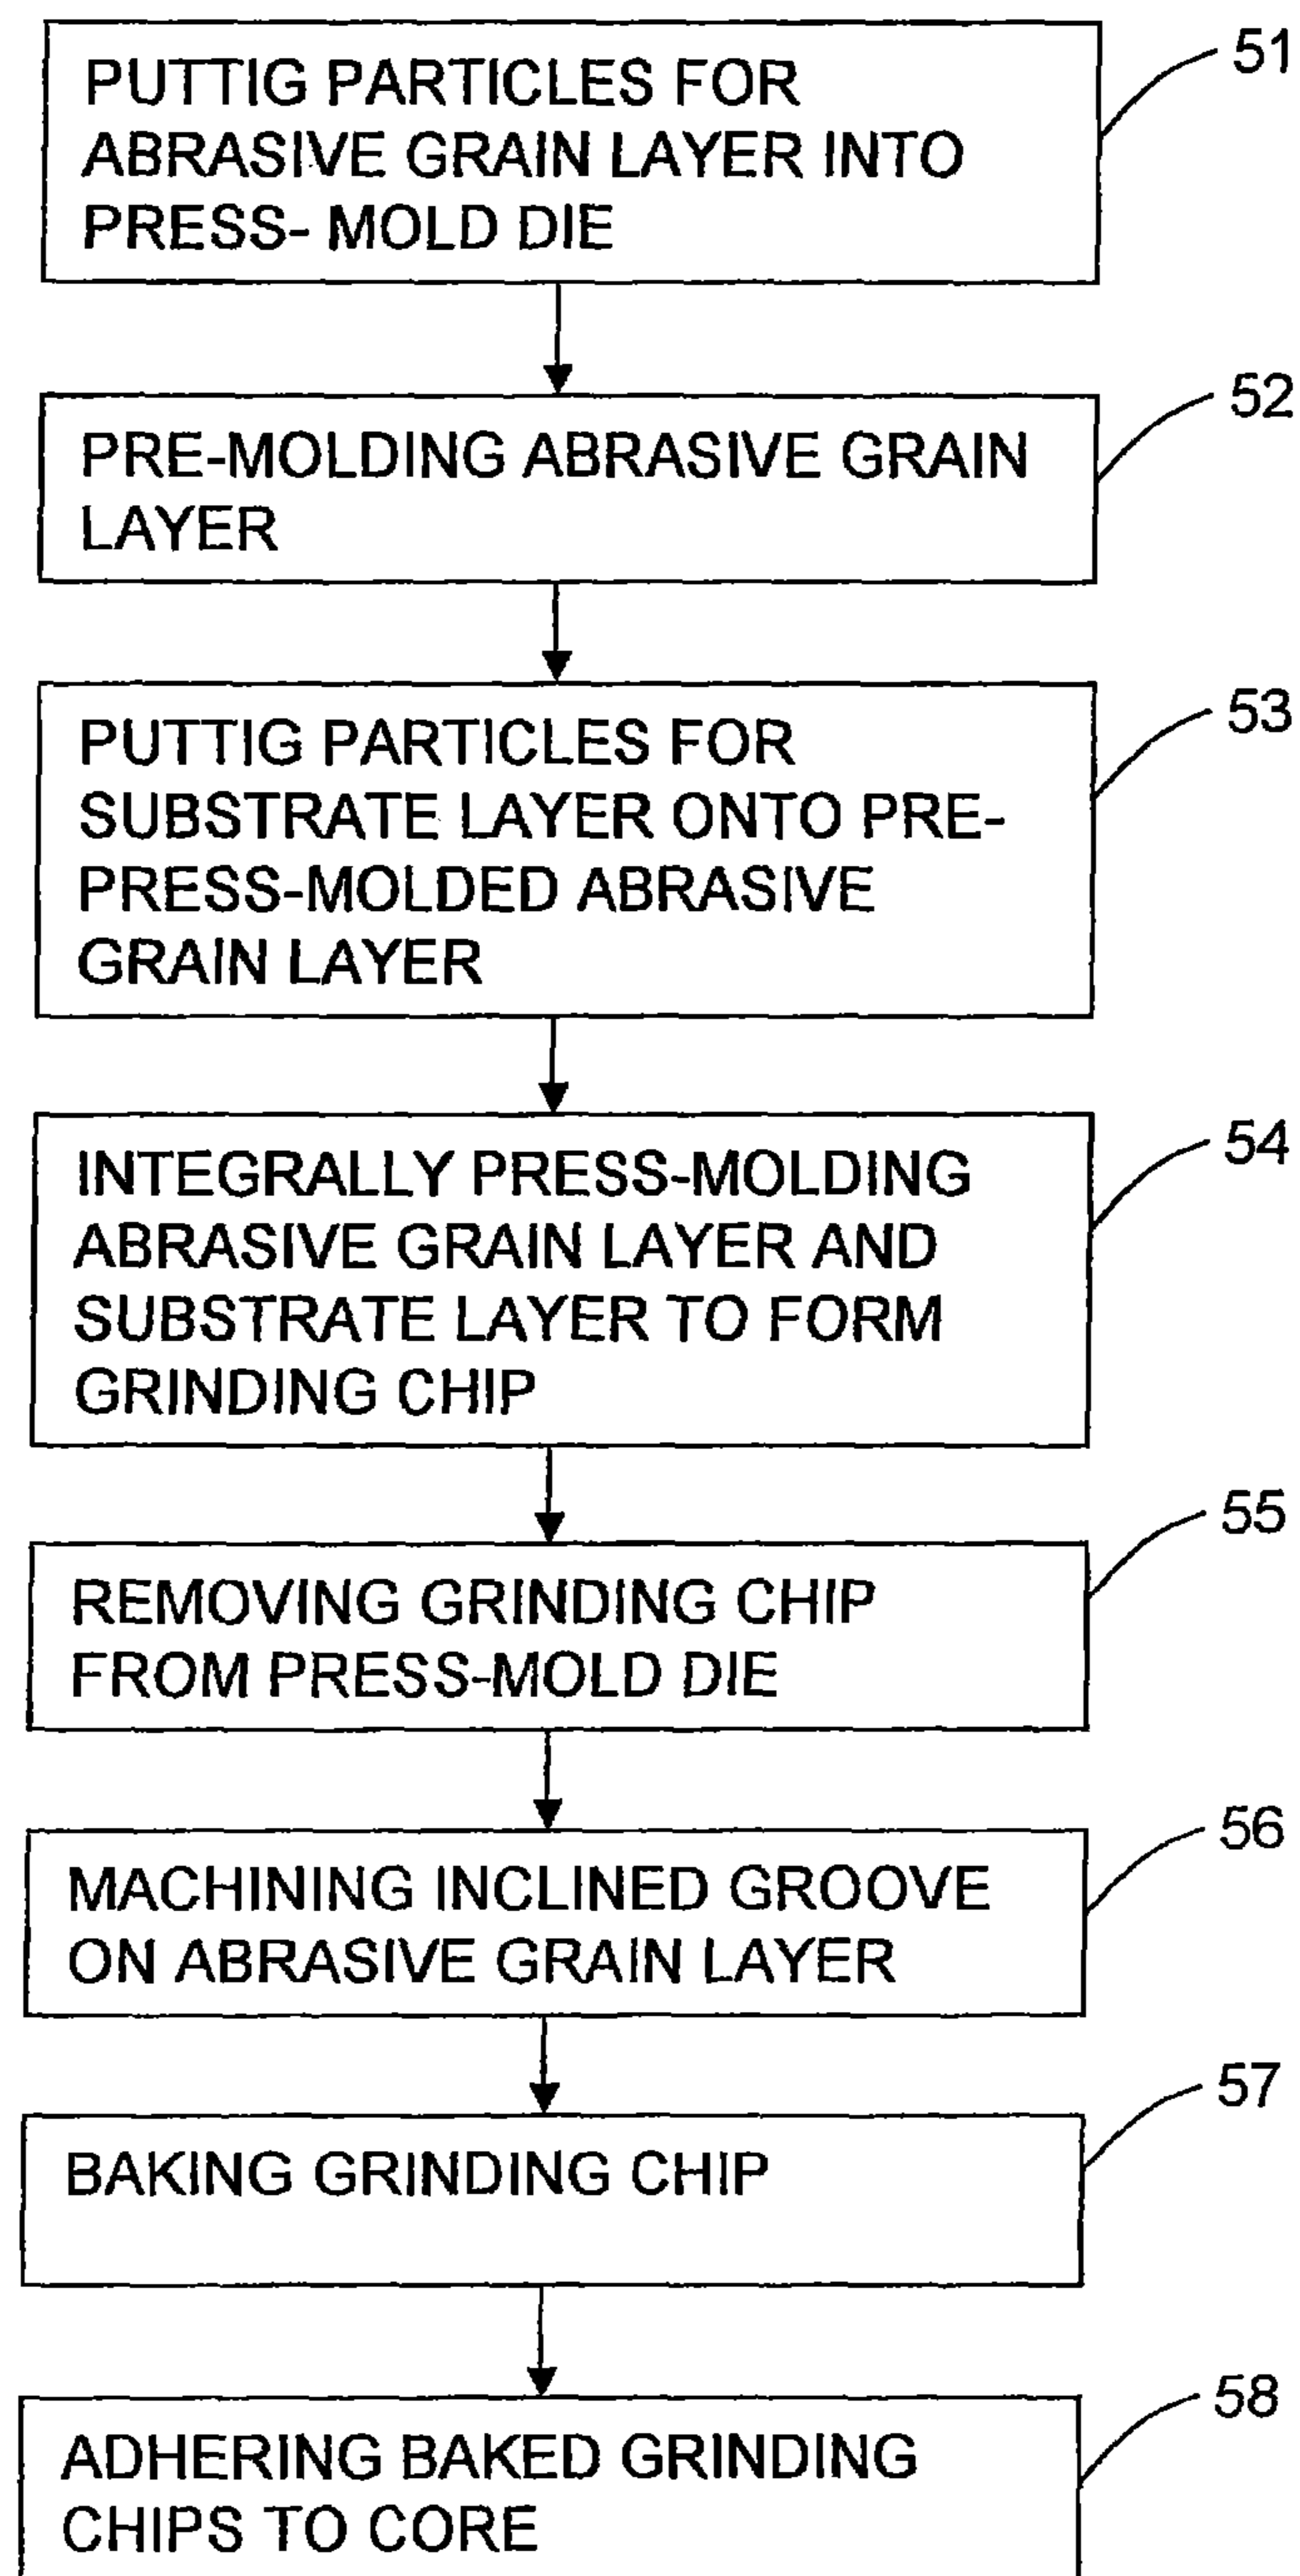 PUTTIG PARTICLES FOR
ABRASIVE GRAIN LAYER INTO
PRESS- MOLD DIE
51
PRE-MOLDING ABRASIVE GRAIN
LAYER
52
PUTTIG PARTICLES FOR
SUBSTRATE LAYER ONTO PRE-
PRESS-MOLDED ABRASIVE
GRAIN LAYER
53
INTEGRALLY PRESS-MOLDING
ABRASIVE GRAIN LAYER AND
SUBSTRATE LAYER TO FORM
GRINDING CHIP
54
REMOVING GRINDING CHIP
FROM PRESS-MOLD DIE
55
MACHINING INCLINED GROOVE
ON ABRASIVE GRAIN LAYER
56
BAKING GRINDING CHIP
57
ADHERING BAKED GRINDING
CHIPS TO CORE
58